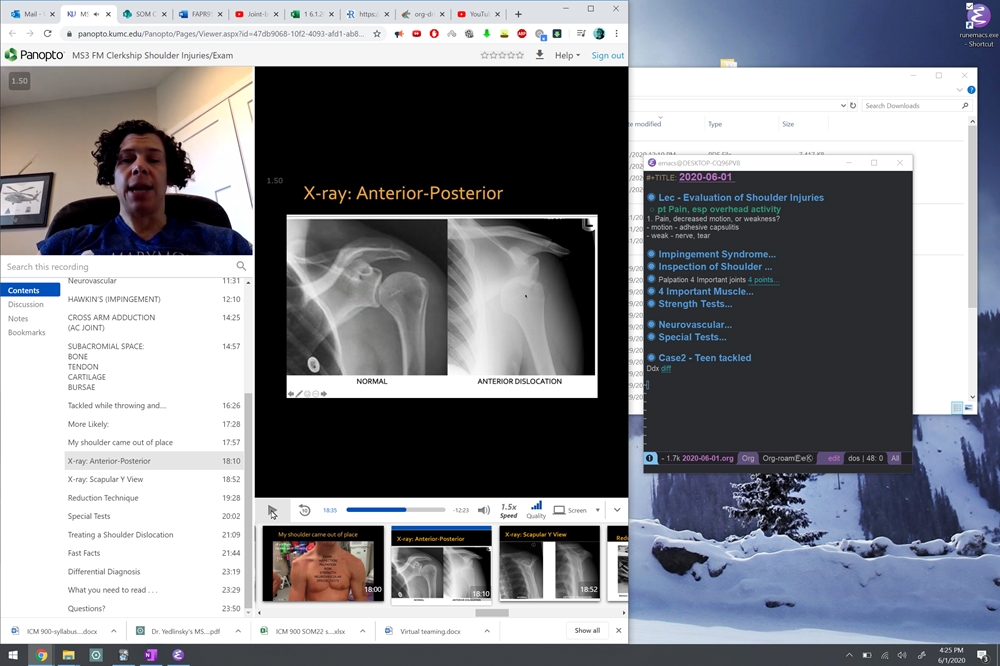 Mail - 
MS
SOM C
FAPR9
Joint-
1 6.1.2
https:
org-de
YouTu
panopto.kumc.edu/Panopto/Pages/Viewer.aspx?id=47db9068-10f2-4093-afd1-ab8...
Panopto
MS3 FM Clerkship Shoulder Injuries/Exam
Help
Sign out
1.50
1.50
X-ray: Anterior-Posterior
L
NORMAL
ANTERIOR DISLOCATION
Search this recording
Contents
Discussion
Notes
Bookmarks
Neurovascular 11:31
HAWKIN'S (IMPINGEMENT) 12:10
CROSS ARM ADDUCTION 14:25
(AC JOINT)
SUBACROMIAL SPACE: 14:57
BONE
TENDON
CARTILAGE
BURSAE
Tackled while throwing and... 16:26
More Likely: 17:28
My shoulder came out of place 17:57
X-ray: Anterior-Posterior 18:10
X-ray: Scapular Y View 18:52
Reduction Technique 19:28
Special Tests 20:02
Treating a Shoulder Dislocation 21:09
Fast Facts 21:44
Differential Diagnosis 23:19
What you need to read . . . 23:29
Questions? 23:50
10
18:35
-12:23
1.5x
Speed
Quality
Screen
My shoulder came out of place
18:00
X-ray: Anterior-Posterior
18:10
X-ray: Scapular Y View
18:52
ICM 900-syllabus...docx
Dr. Yedlinsky's MS....pdf
ICM 900 SOM22 s...xlsx
Virtual teaming.docx
Show all
Search Downloads
te modified
Type
Size
emacs@DESKTOP-CQ96PVB
#+TITLE: 2020-06-01
Lec - Evaluation of Shoulder Injuries
pt Pain, esp overhead activity
1. Pain, decreased motion, or weakness?
- motion - adhesive capsulitis
- weak - nerve, tear
Impingement Syndrome...
Inspection of Shoulder ...
Palpation 4 Important joints 4 points...
4 Important Muscle...
Strength Tests...
Neurovascular...
Special Tests...
Case2 - Teen tackled
Ddx diff
- 1.7k 2020-06-01.org Org Org-roam edit dos | 48: 0 All
runemacs.exe
- Shortcut
4:25 PM
6/1/2020
3